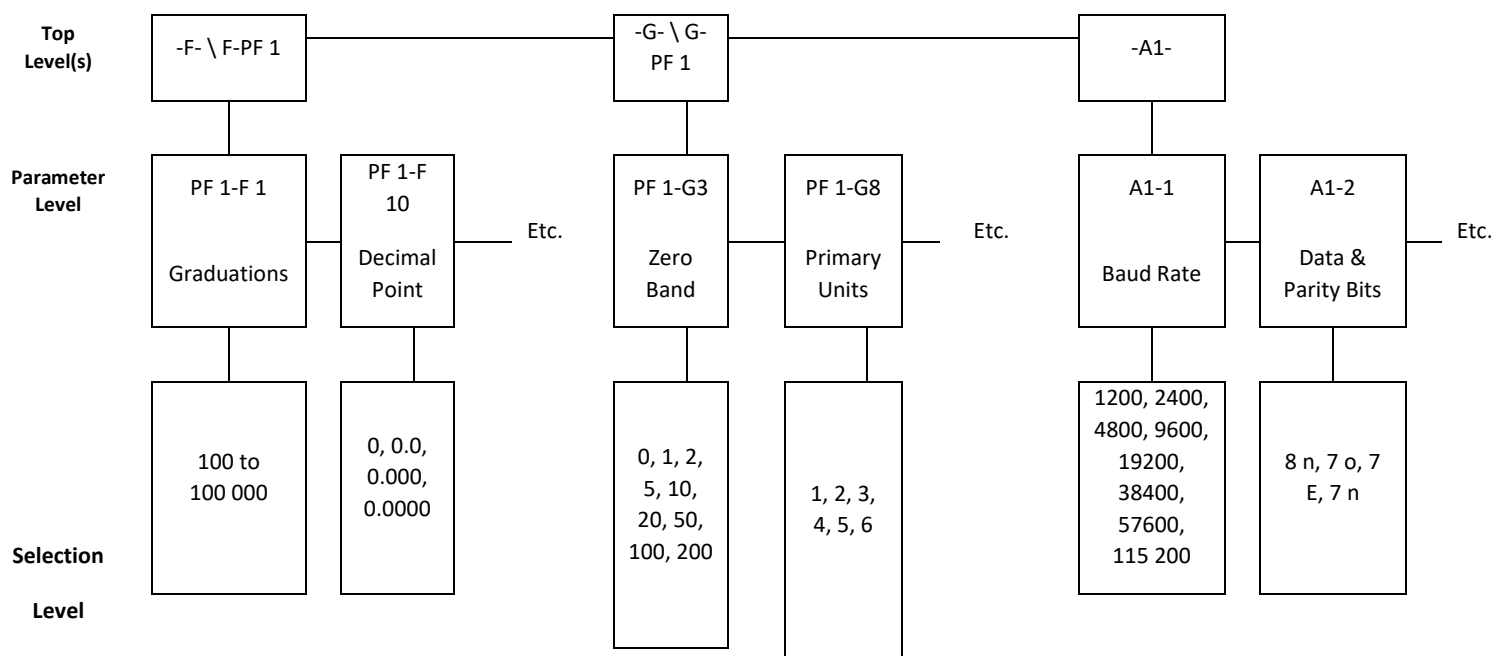 Top
Level(s)
-F- \ F-PF 1
-G- \ G-
PF 1
-A1-
Parameter
Level
PF 1-F 1
Graduations
PF 1-F
10
Decimal
Point
Etc.
PF 1-G3
Zero
Band
PF 1-G8
Primary
Units
Etc.
A1-1
Baud Rate
A1-2
Data &
Parity Bits
Etc.
Selection
Level
100 to
100 000
0, 0.0,
0.000,
0.0000
0, 1, 2,
5, 10,
20, 50,
100, 200
1, 2, 3,
4, 5, 6
1200, 2400,
4800, 9600,
19200,
38400,
57600,
115 200
8 n, 7 o, 7
E, 7 n